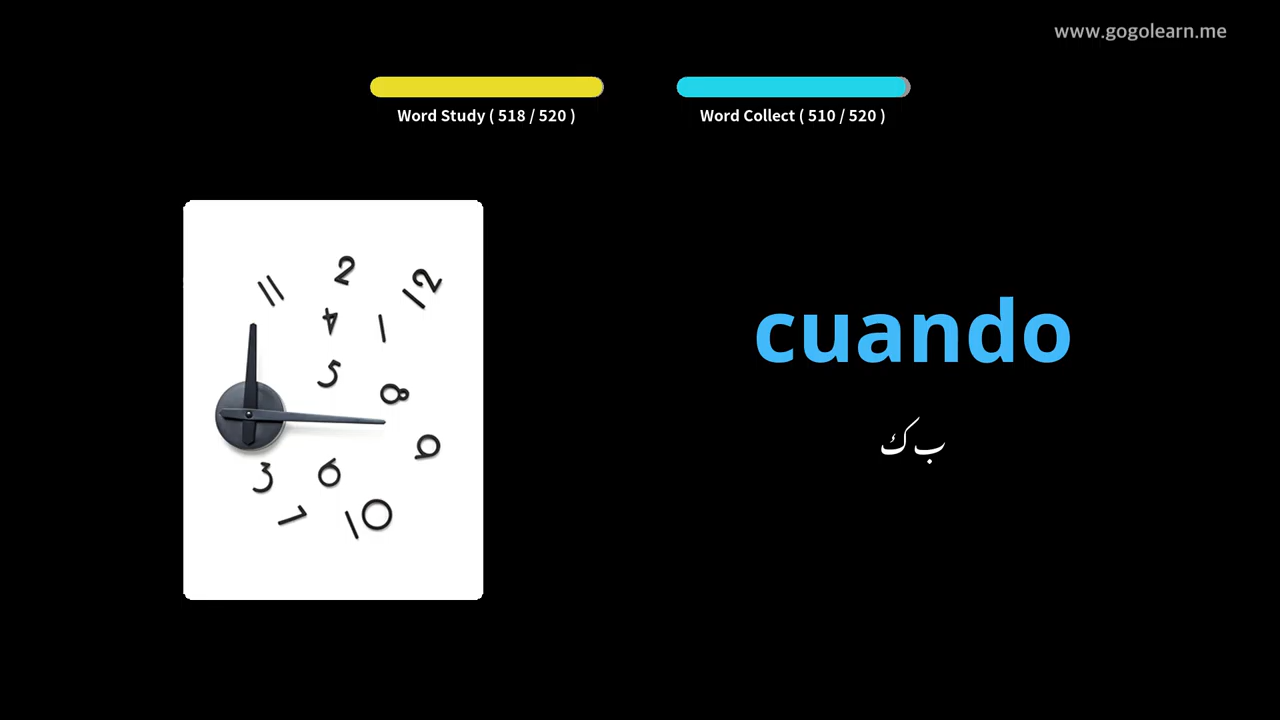 www.gogolearn.me
Word Study ( 518 / 520 )
Word Collect ( 510 / 520 )
11
2
12
4
1
5
8
9
3
6
7
10
cuando
ب ك